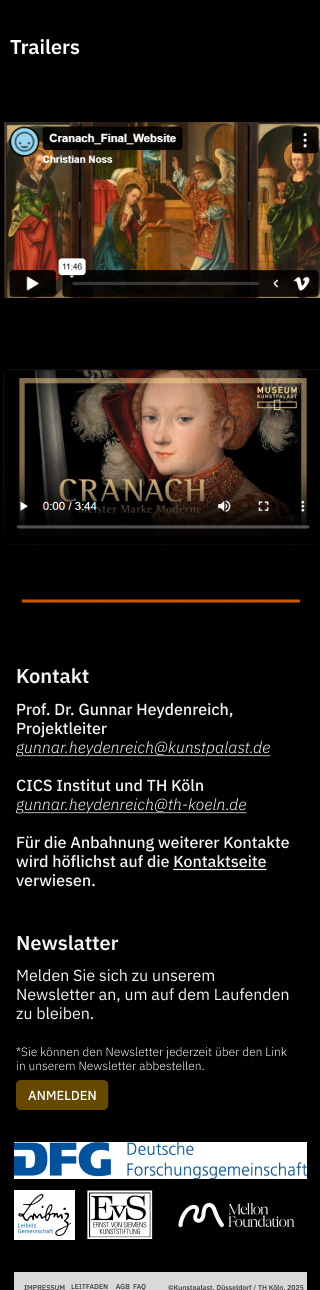 Trailers
Cranach_Final_Website
Christian Noss
11:46
MUSEUM
KUNSTPALAST
CRANACH
Meister Marke Moderne
0:00 / 3:44
Kontakt
Prof. Dr. Gunnar Heydenreich,
Projektleiter
gunnar.heydenreich@kunstpalast.de
CICS Institut und TH Köln
gunnar.heydenreich@th-koeln.de
Für die Anbahnung weiterer Kontakte
wird höflichst auf die Kontaktseite
verwiesen.
Newslatter
Melden Sie sich zu unserem
Newsletter an, um auf dem Laufenden
zu bleiben.
*Sie können den Newsletter jederzeit über den Link
in unserem Newsletter abbestellen.
ANMELDEN
DFG Deutsche
Forschungsgemeinschaft
Leibniz
Leibniz
Gemeinschaft
EvS
ERNST VON SIEMENS
KUNSTSTIFTUNG
Mellon
Foundation
IMPRESSUM LEITFADEN AGB FAQ ©Kunstpalast, Düsseldorf / TH Köln, 2025